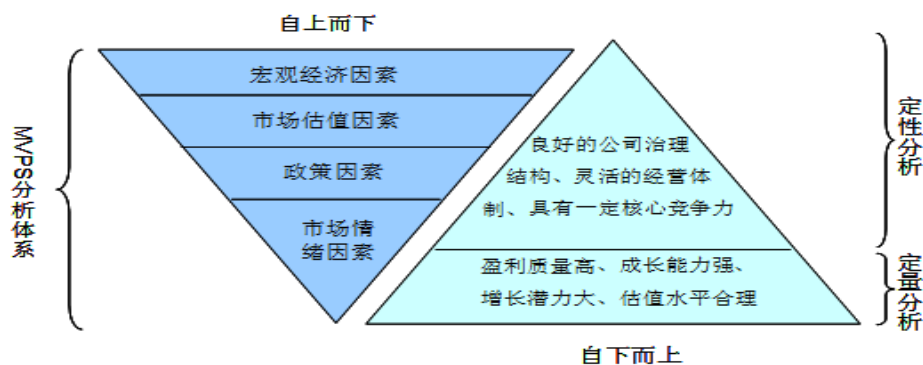 自上而下
MVPS分析体系
宏观经济因素
市场估值因素
政策因素
市场情
绪因素
良好的公司治理
结构、灵活的经营体
制、具有一定核心竞争力
盈利质量高、成长能力强、
增长潜力大、估值水平合理
定性分析
定量分析
自下而上